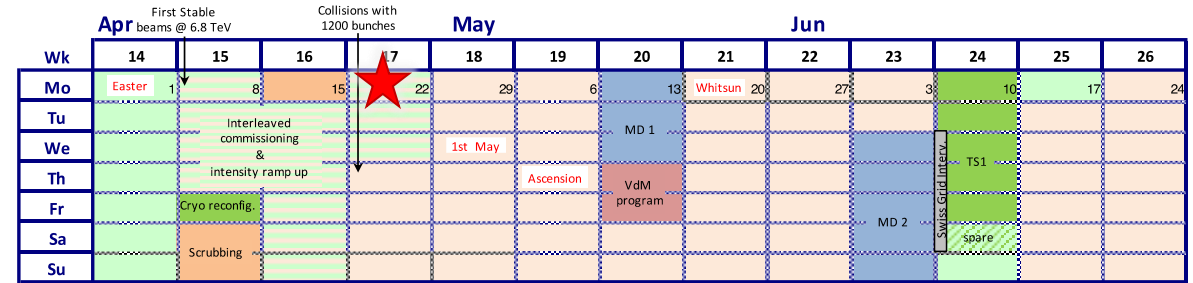 First Stable
beams @ 6.8 TeV
Collisions with
1200 bunches
Apr May Jun
Wk 14 15 16 17 18 19 20 21 22 23 24 25 26
Mo Easter 1 8 15 22 29 6 13 Whitsun 20 27 3 10 17 24
Tu
We
Th
Fr
Sa
Su
Interleaved
commissioning
&
intensity ramp up
Cryo reconfig.
Scrubbing
1st May
Ascension
MD 1
VdM
program
MD 2
Swiss Grid Interv.
TS1
spare